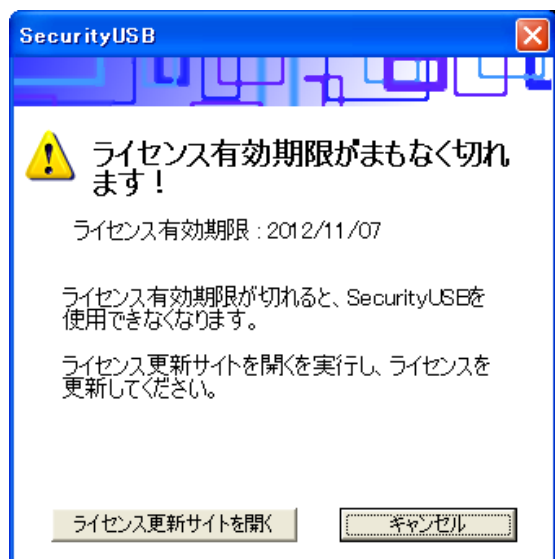 SecurityUSB
ライセンス有効期限がまもなく切れ
ます！
ライセンス有効期限 : 2012/11/07
ライセンス有効期限が切れると、SecurityUSBを
使用できなくなります。
ライセンス更新サイトを開くを実行し、ライセンスを
更新してください。
ライセンス更新サイトを開く
キャンセル